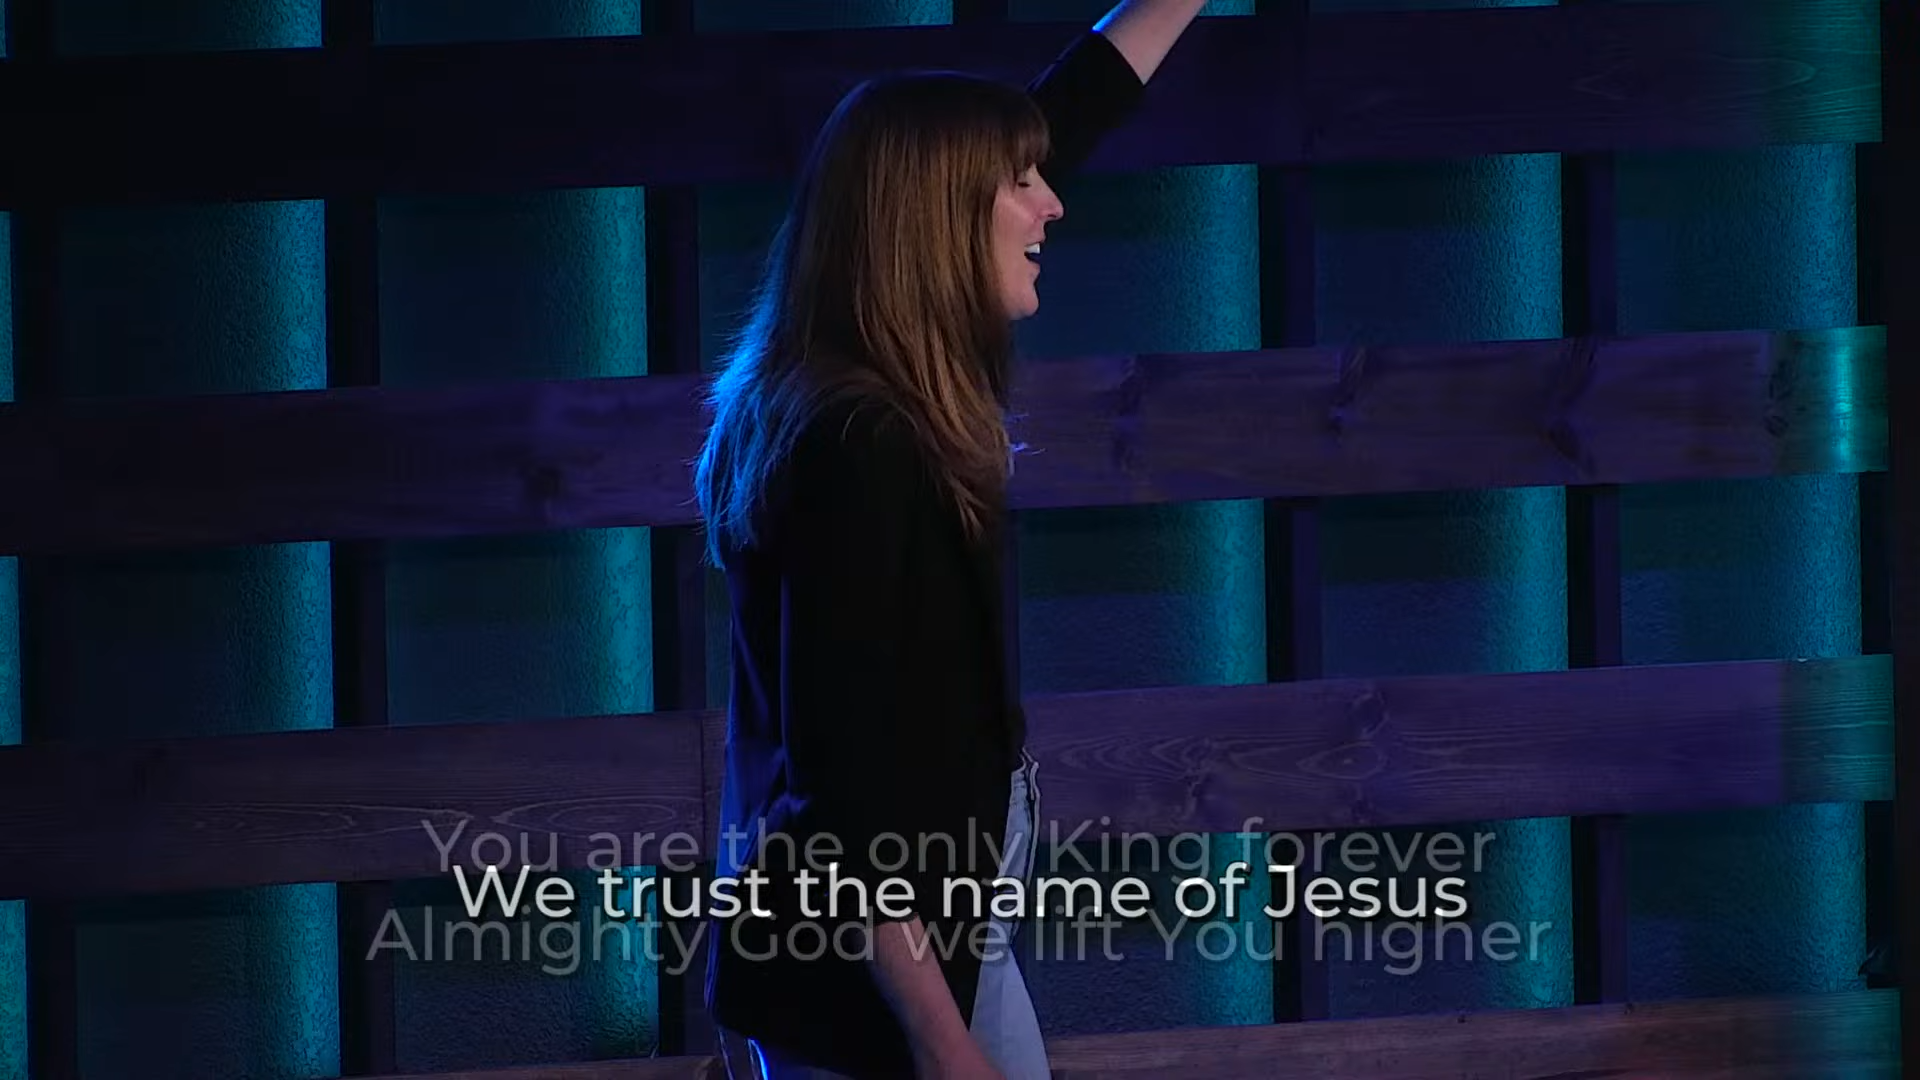 You are the only King forever
We trust the name of Jesus
Almighty God we lift You higher